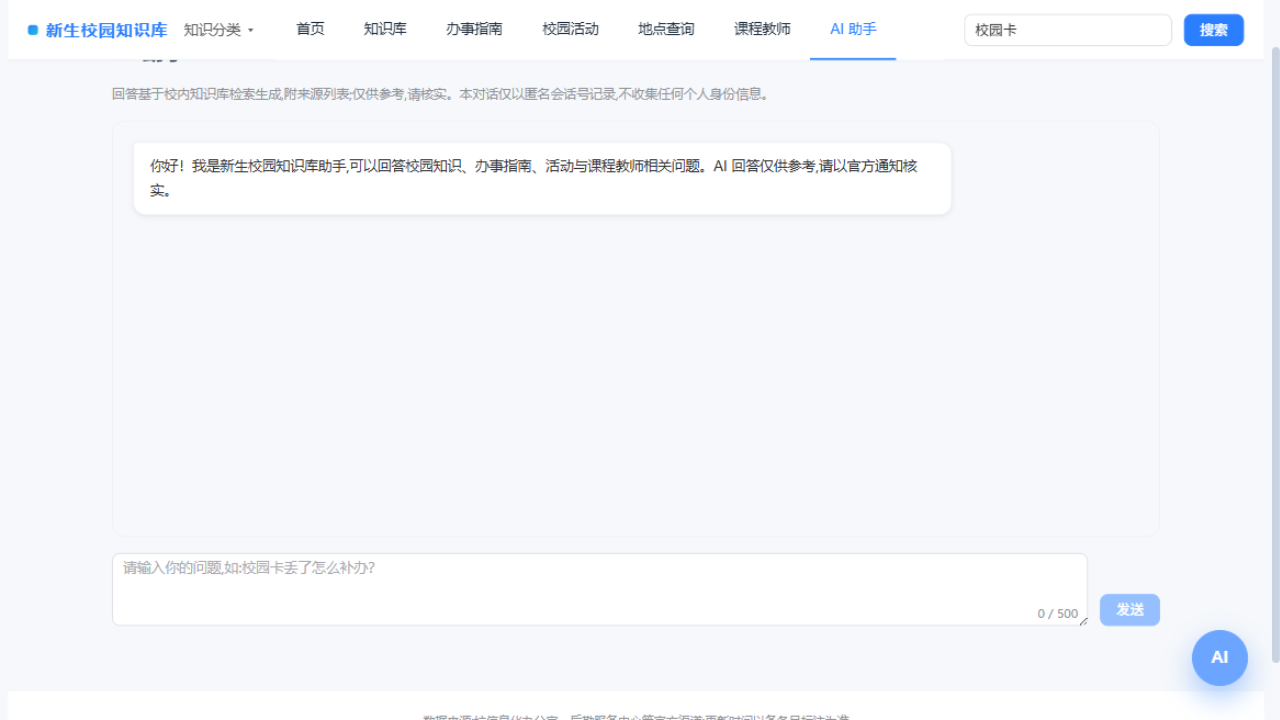 新生校园知识库
知识分类
首页
知识库
办事指南
校园活动
地点查询
课程教师
AI 助手
校园卡
搜索
回答基于校内知识库检索生成,附来源列表;仅供参考,请核实。本对话仅以匿名会话号记录,不收集任何个人身份信息。
你好！我是新生校园知识库助手,可以回答校园知识、办事指南、活动与课程教师相关问题。AI 回答仅供参考,请以官方通知核
实。
请输入你的问题,如:校园卡丢了怎么补办?
0 / 500
发送
AI